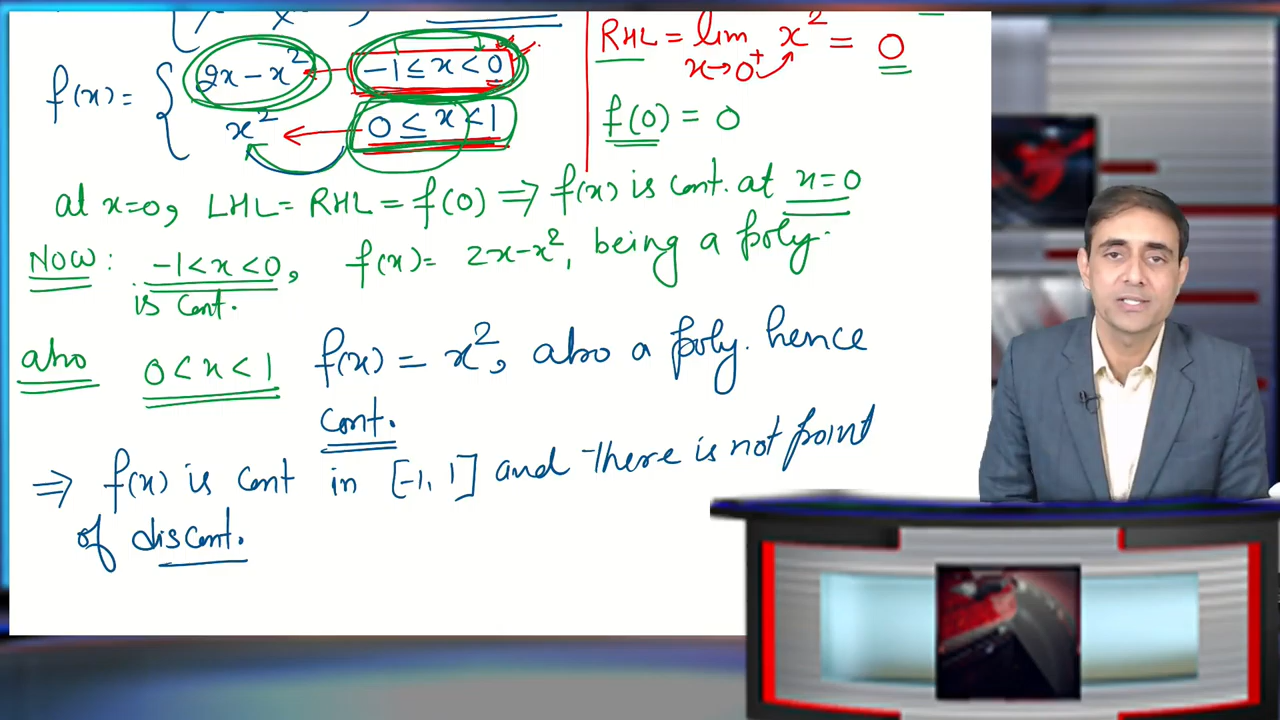 RHL = lim x² = 0
x→0⁺
f(x) = { 2x - x² -1 ≤ x < 0
x² 0 ≤ x < 1
f(0) = 0
at x=0, LHL = RHL = f(0) ⇒ f(x) is cont. at x=0
Now: -1<x<0, f(x) = 2x-x², being a poly.
is cont.
also 0<x<1 f(x) = x², also a poly. hence
cont.
⇒ f(x) is cont in [-1, 1] and there is not point
of discont.